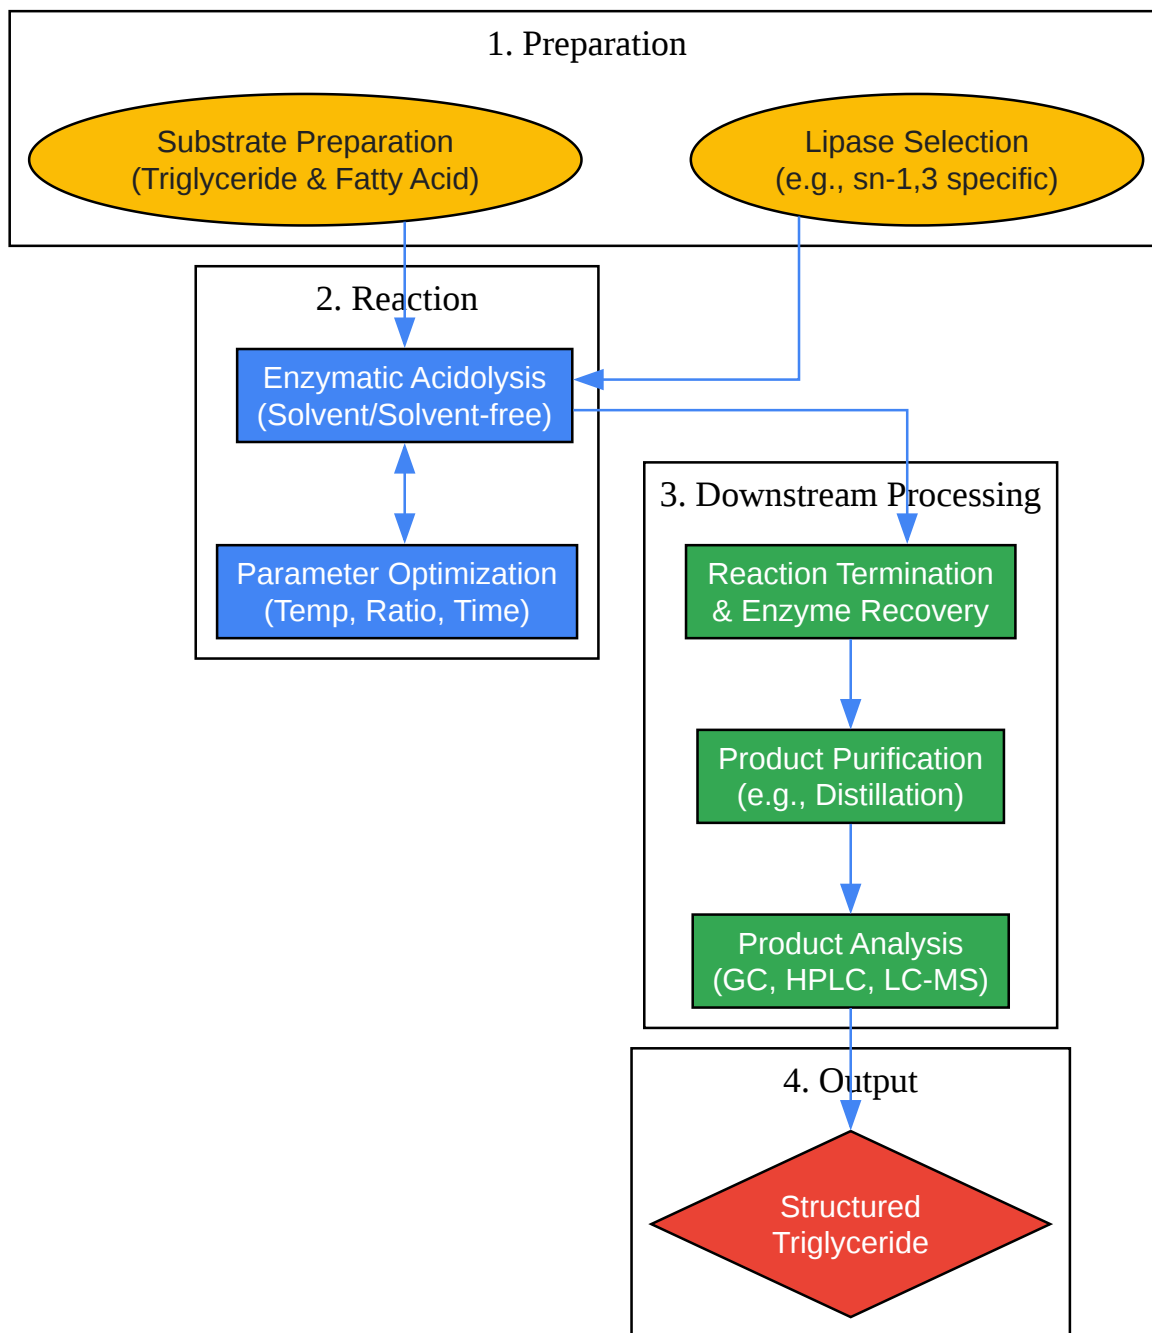 1. Preparation
Substrate Preparation
(Triglyceride & Fatty Acid)
Lipase Selection
(e.g., sn-1,3 specific)
2. Reaction
Enzymatic Acidolysis
(Solvent/Solvent-free)
Parameter Optimization
(Temp, Ratio, Time)
3. Downstream Processing
Reaction Termination
& Enzyme Recovery
Product Purification
(e.g., Distillation)
Product Analysis
(GC, HPLC, LC-MS)
4. Output
Structured
Triglyceride